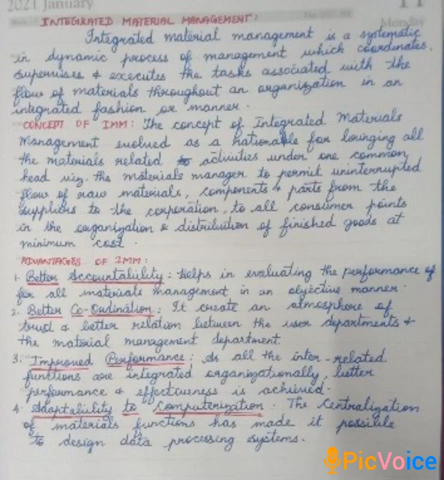 2021 January
11
Monday
INTEGRATED MATERIAL MANAGEMENT:
Integrated material management is a systematic
in dynamic process of management which coordinates,
supervises & executes the tasks associated with the
flow of materials throughout an organization in an
integrated fashion or manner.
CONCEPT OF IMM: The concept of Integrated Materials
Management evolved as a rationable for bringing all
the materials related to activities under one common
head viz. the materials manager to permit uninterrupted
flow of raw materials, components & parts from the
suppliers to the corporation, to all consumer points
in the organization & distribution of finished goods at
minimum cost.
ADVANTAGES OF IMM:
1. Better Accountability: Helps in evaluating the performance of
for all materials management in an objective manner.
2. Better Co-Ordination: It create an atmosphere of
trust & better relation between the user departments &
the material management department.
3. Improved Performance: As all the inter-related
functions are integrated organizationally, better
performance & effectiveness is achieved.
4. Adaptability to Computerization: The Centralization
of materials functions has made it possible
to design data processing systems.
PicVoice